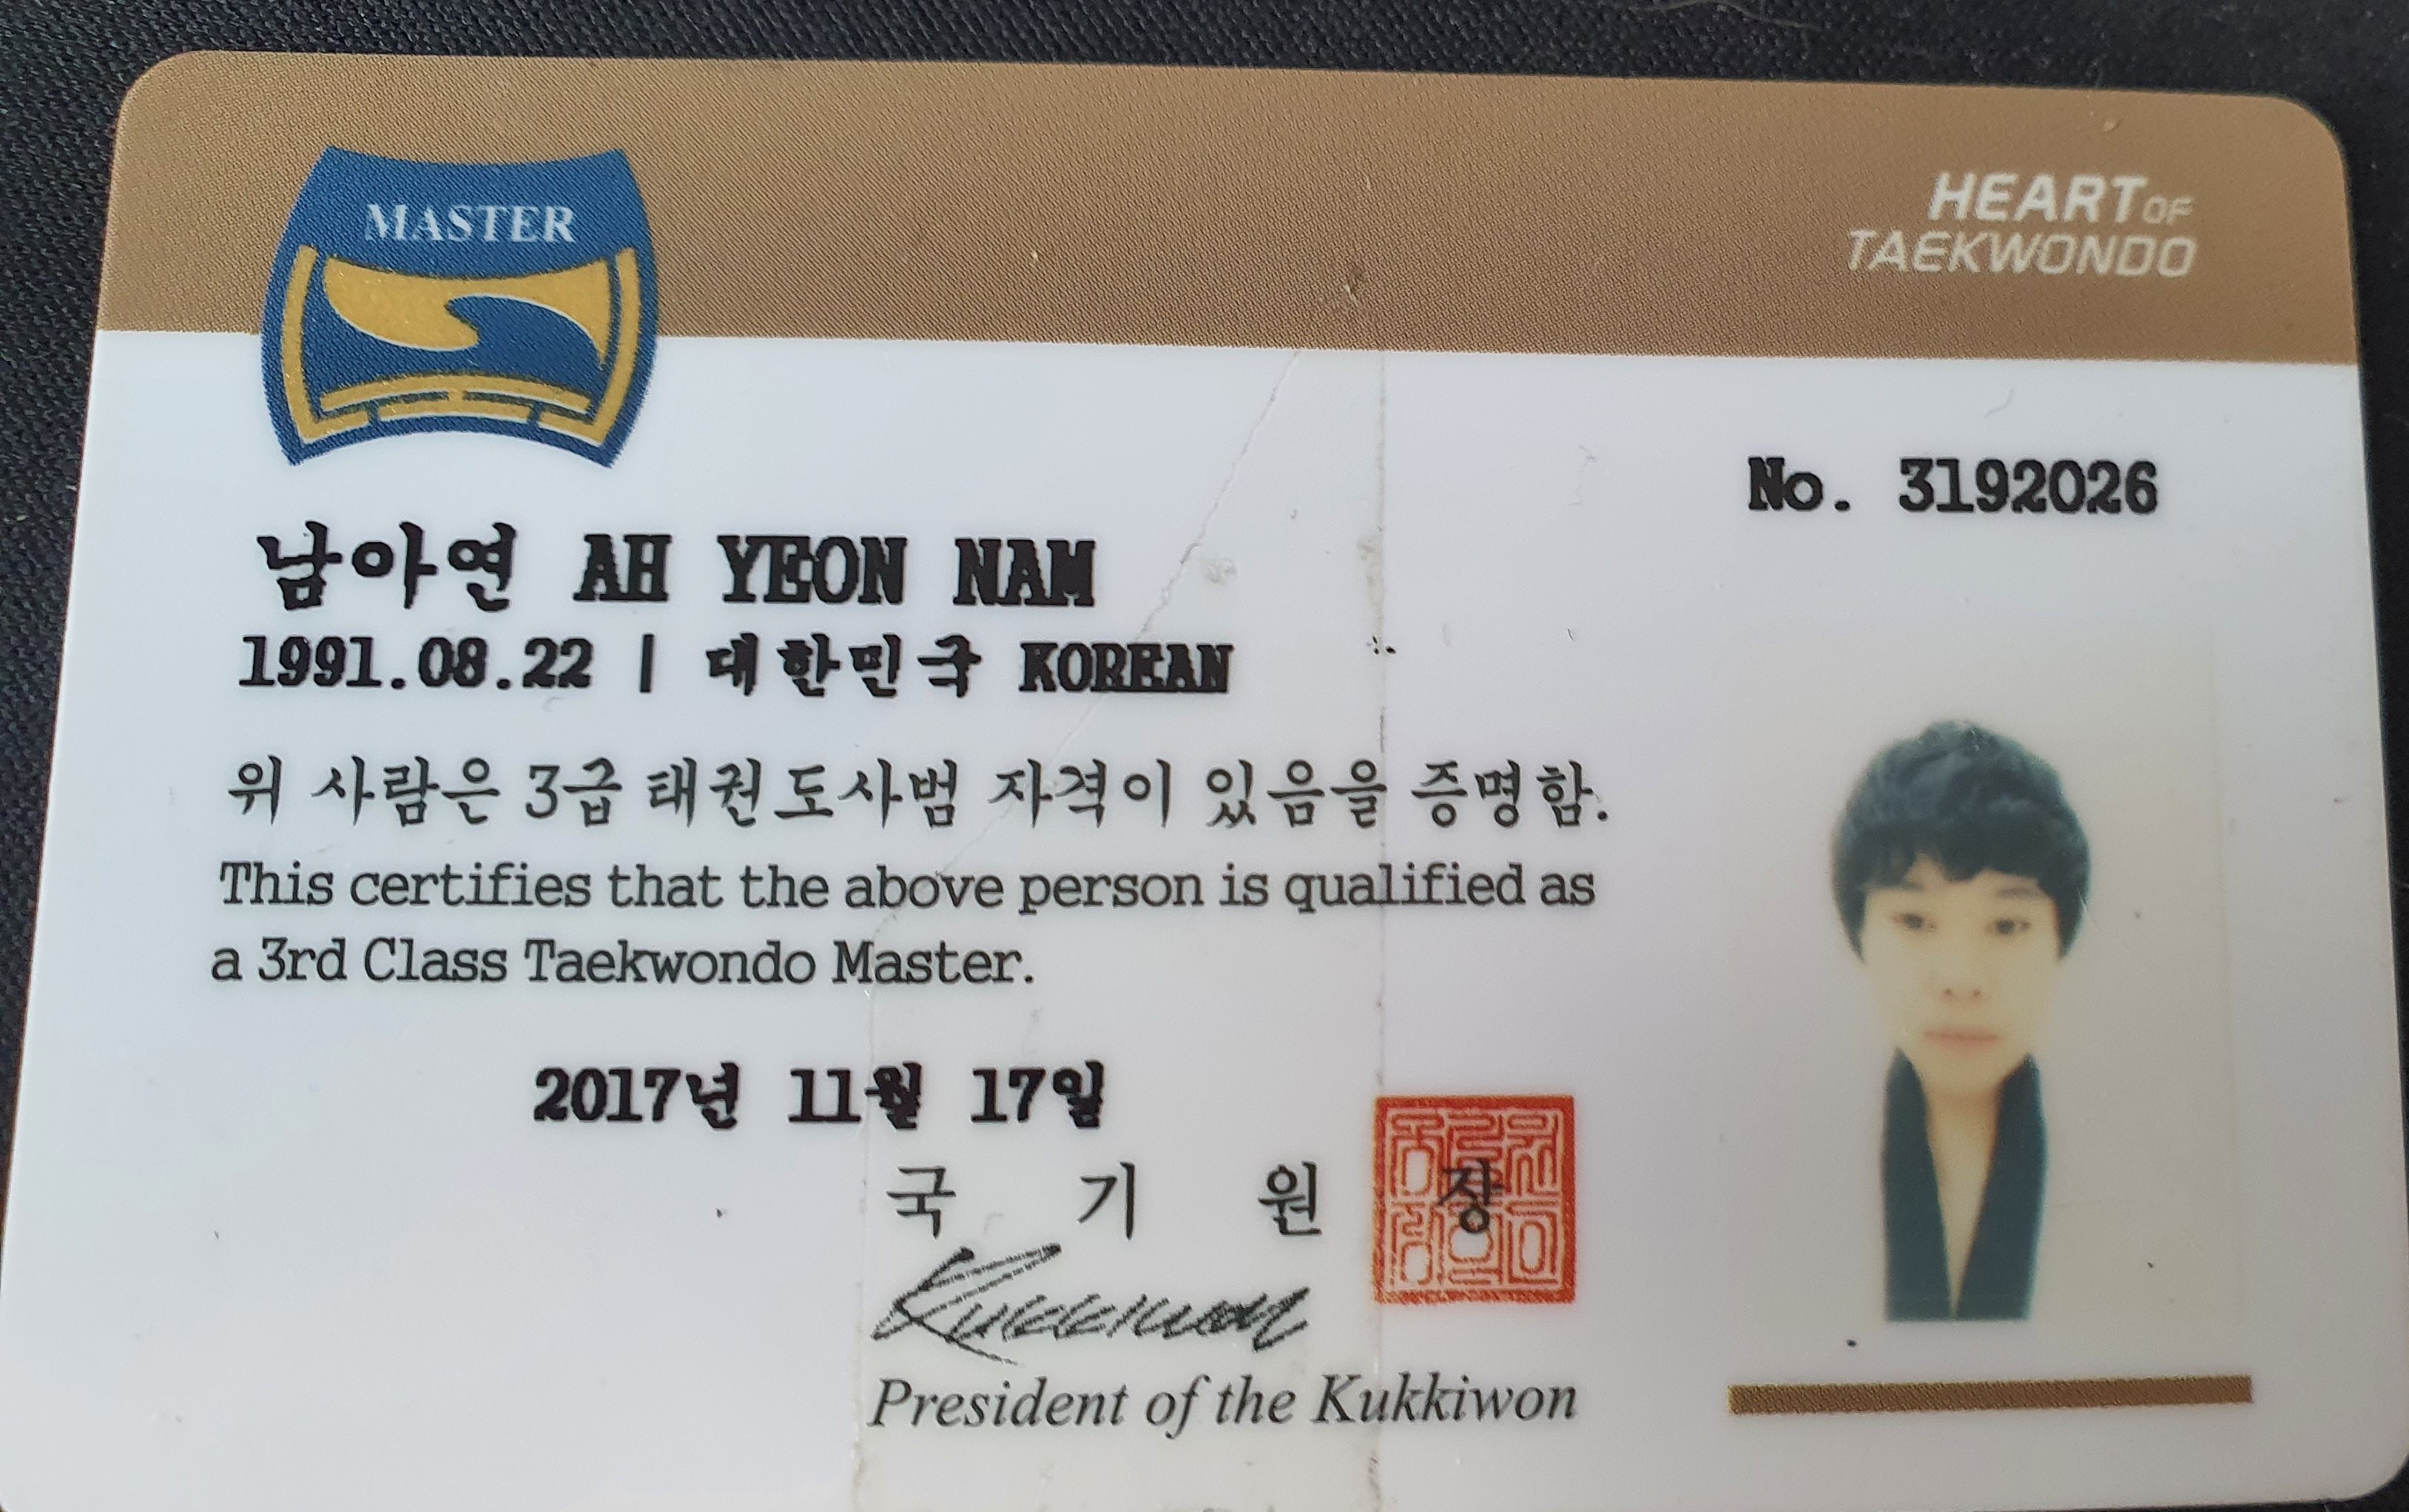 MASTER
HEART OF
TAEKWONDO
No. 3192026
남아연 AH YEON NAM
1991.08.22 | 대한민국 KOREAN
위 사람은 3급 태권도사범 자격이 있음을 증명함.
This certifies that the above person is qualified as
a 3rd Class Taekwondo Master.
2017년 11월 17일
국 기 원 장
Kukkiwon
President of the Kukkiwon